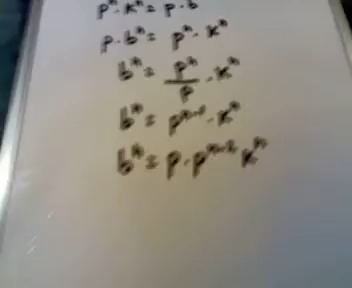 pⁿ · kⁿ = p · b
p · bⁿ = pⁿ · kⁿ
bⁿ = pⁿ/p · kⁿ
bⁿ = pⁿ⁻¹ · kⁿ
bⁿ = p · pⁿ⁻² kⁿ